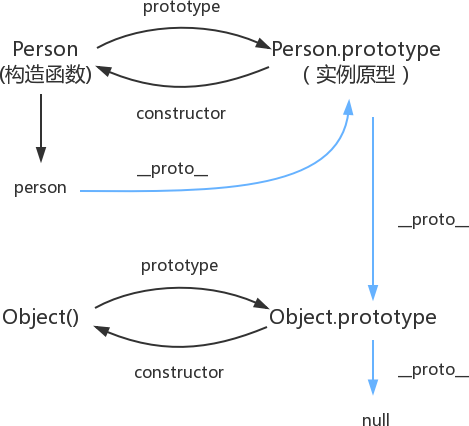 prototype
Person
Person.prototype
(构造函数)
( 实例原型 )
constructor
__proto__
person
__proto__
prototype
Object()
Object.prototype
constructor
__proto__
null